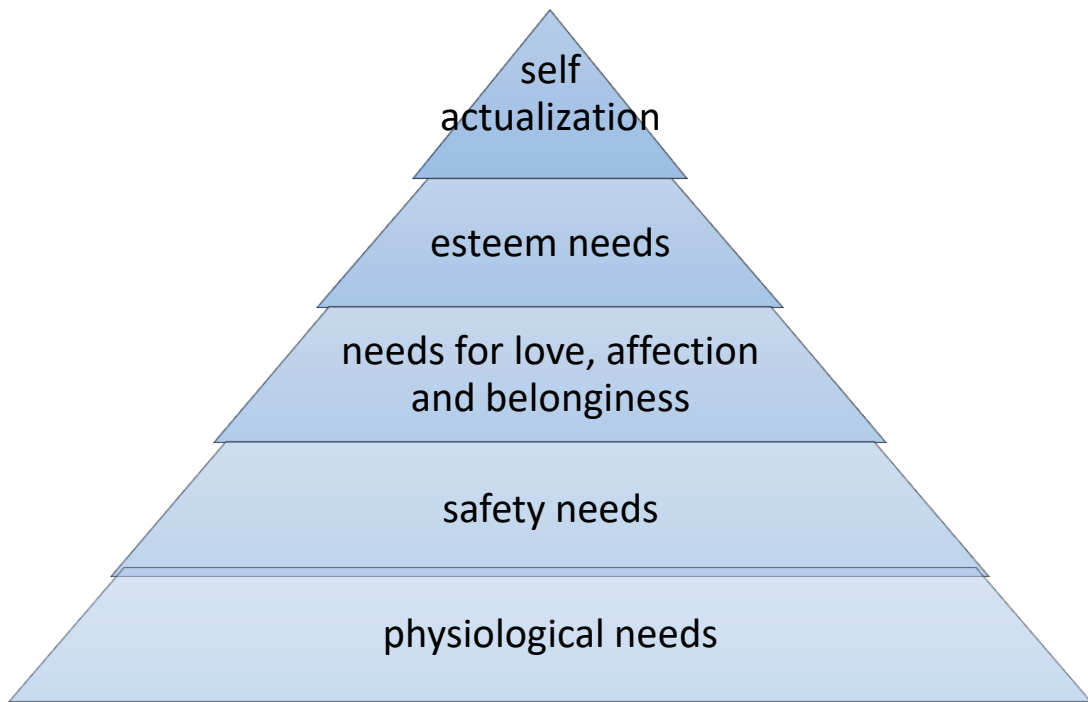 self
actualization
esteem needs
needs for love, affection
and belonginess
safety needs
physiological needs